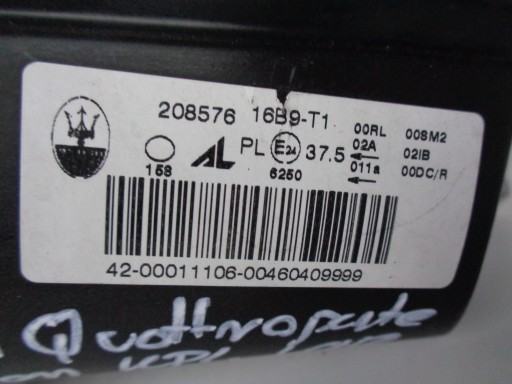 208576 16B9-T1
00RL 00SM2
158 AL PL E24 37.5 02A 02IB
6250 011a 00DC/R
42-00011106-00460409999
Quattroporte